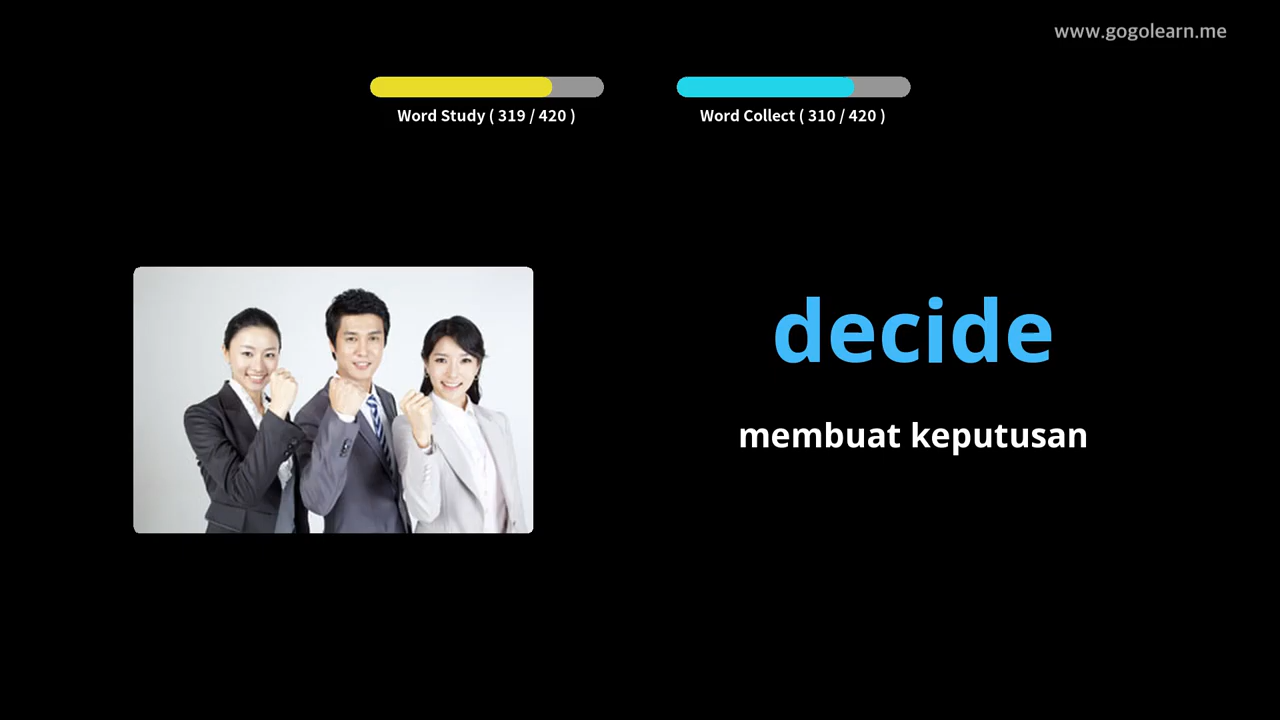 www.gogolearn.me
Word Study ( 319 / 420 )
Word Collect ( 310 / 420 )
decide
membuat keputusan